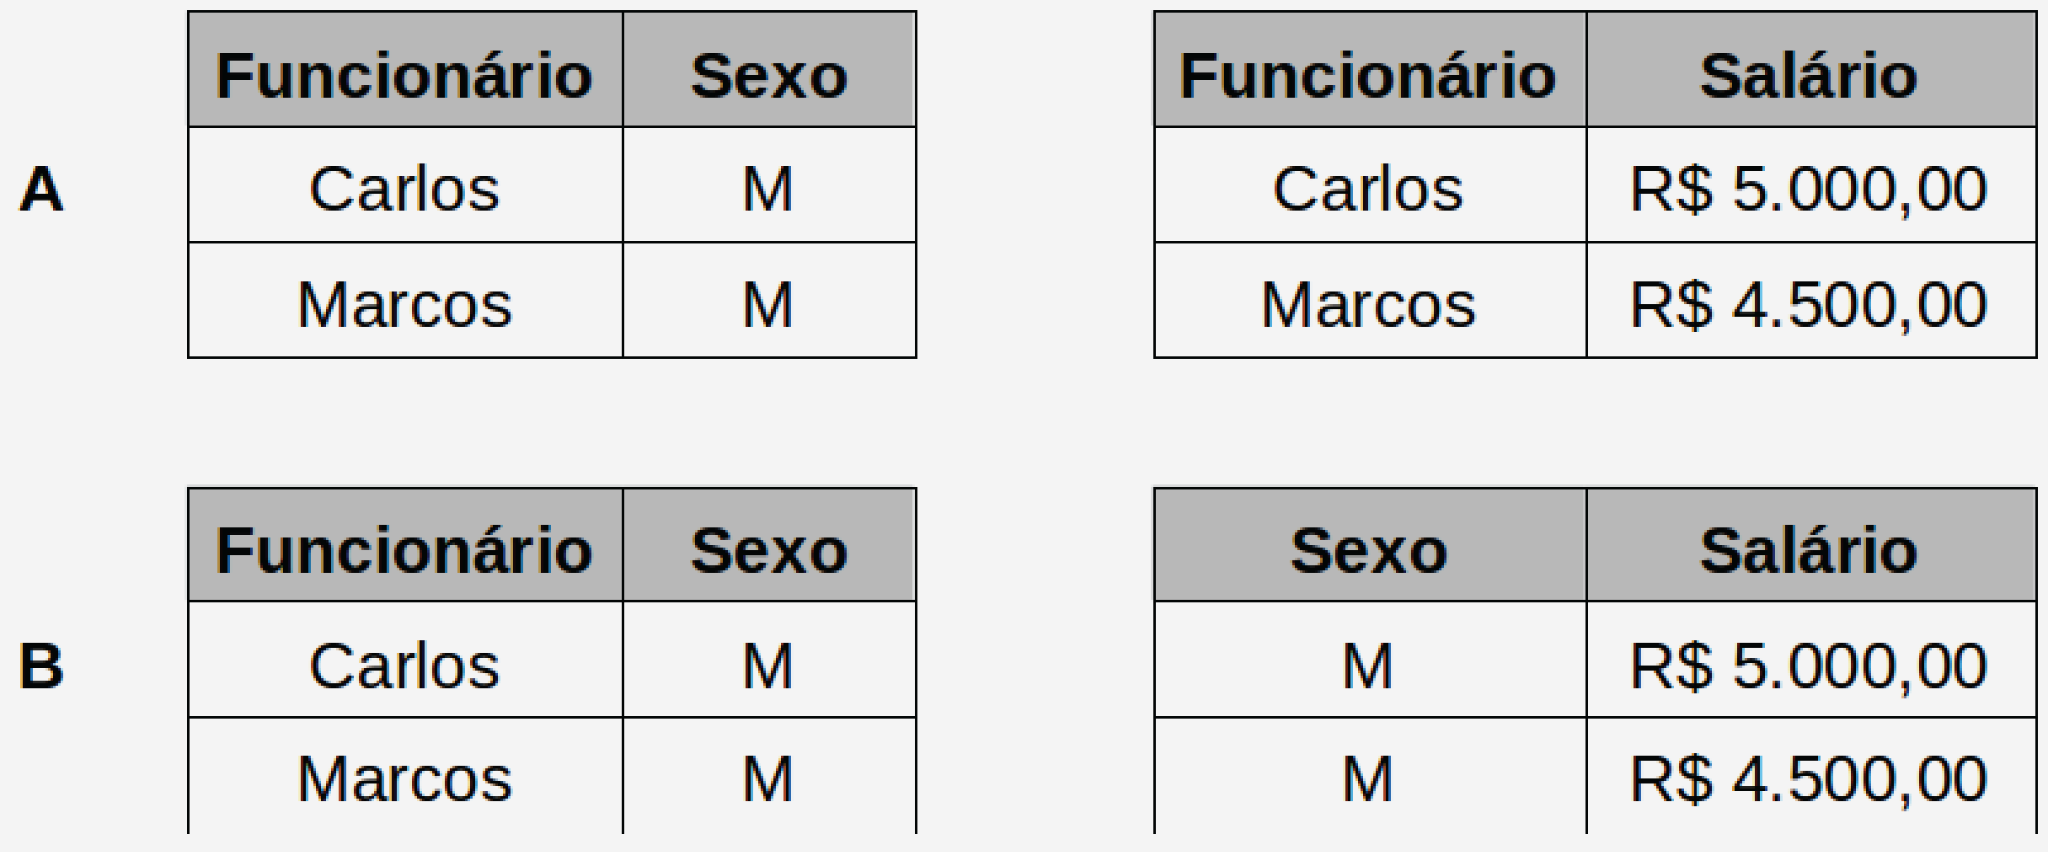 Funcionário Sexo Funcionário Salário
A Carlos M Carlos R$ 5.000,00
Marcos M Marcos R$ 4.500,00
Funcionário Sexo Sexo Salário
B Carlos M M R$ 5.000,00
Marcos M M R$ 4.500,00